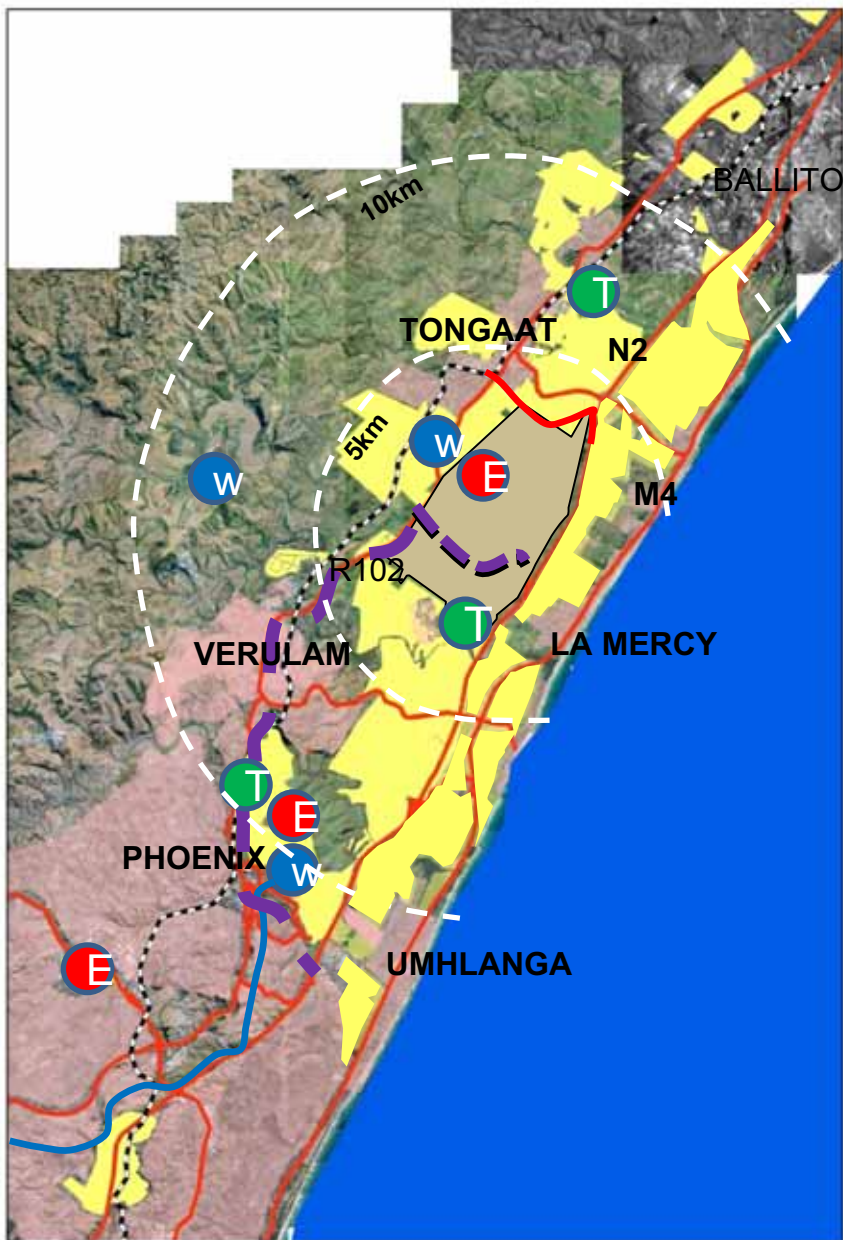 10km
BALLITO
T
TONGAAT
N2
5km
W
W
E
M4
R102
T
VERULAM
LA MERCY
T
E
PHOENIX
W
E
UMHLANGA